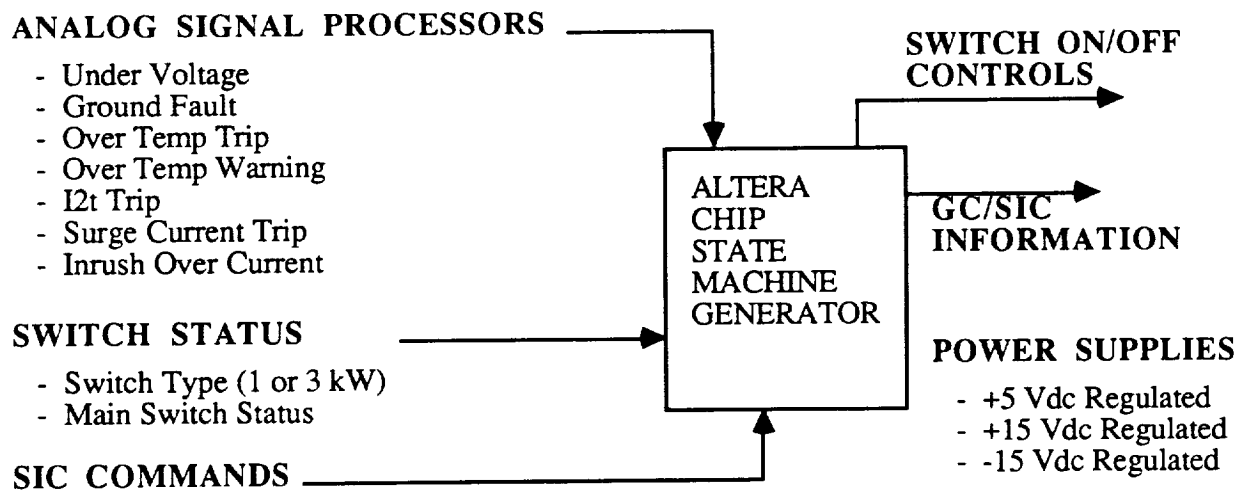 ANALOG SIGNAL PROCESSORS
- Under Voltage
- Ground Fault
- Over Temp Trip
- Over Temp Warning
- I2t Trip
- Surge Current Trip
- Inrush Over Current
SWITCH STATUS
- Switch Type (1 or 3 kW)
- Main Switch Status
SIC COMMANDS
ALTERA
CHIP
STATE
MACHINE
GENERATOR
SWITCH ON/OFF
CONTROLS
GC/SIC
INFORMATION
POWER SUPPLIES
- +5 Vdc Regulated
- +15 Vdc Regulated
- -15 Vdc Regulated